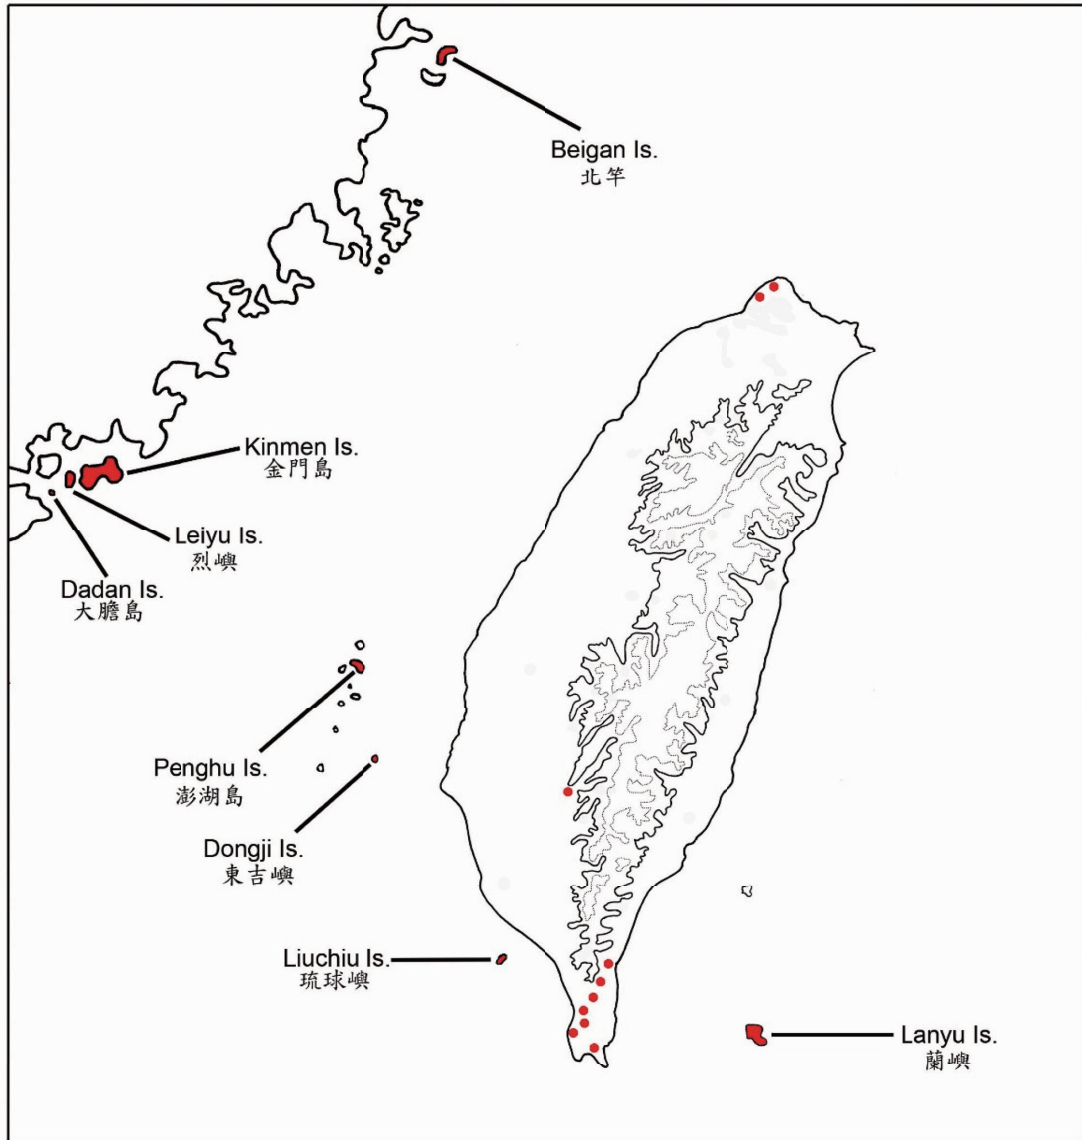 Beigan Is.
北竿
Kinmen Is.
金門島
Leiyu Is.
烈嶼
Dadan Is.
大膽島
Penghu Is.
澎湖島
Dongji Is.
東吉嶼
Liuchiu Is.
琉球嶼
Lanyu Is.
蘭嶼